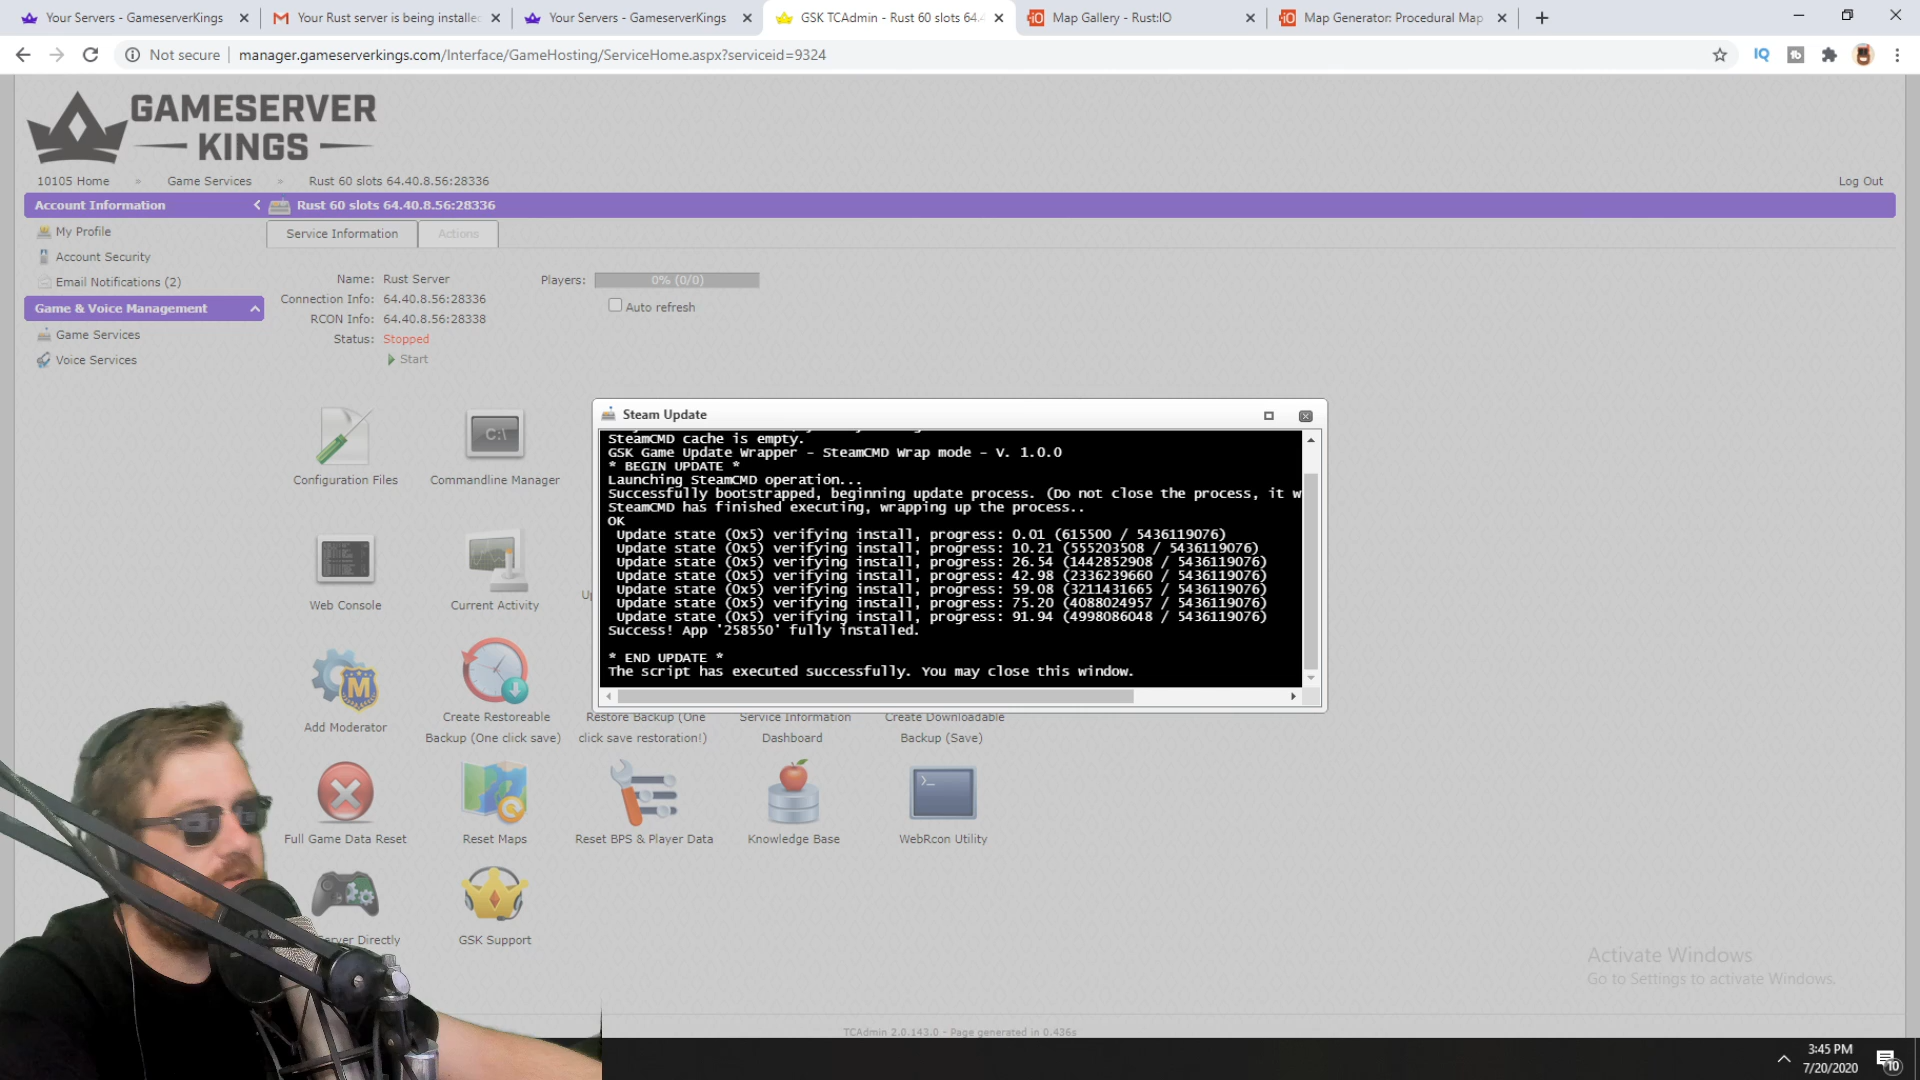 Your Servers - GameserverKings
Your Rust server is being installe
Your Servers - GameserverKings
GSK TCAdmin - Rust 60 slots 64.4
Map Gallery - Rust:IO
Map Generator: Procedural Map
Not secure
manager.gameserverkings.com/Interface/GameHosting/ServiceHome.aspx?serviceid=9324
IQ
GAMESERVER
KINGS
10105 Home » Game Services » Rust 60 slots 64.40.8.56:28336
Log Out
Account Information
Rust 60 slots 64.40.8.56:28336
My Profile
Account Security
Email Notifications (2)
Game & Voice Management
Game Services
Voice Services
Service Information
Actions
Name: Rust Server
Connection Info: 64.40.8.56:28336
RCON Info: 64.40.8.56:28338
Status: Stopped
Start
Players: 0% (0/0)
Auto refresh
Configuration Files
C:\
Commandline Manager
Web Console
Current Activity
Steam Update
SteamCMD cache is empty.
GSK Game Update Wrapper - SteamCMD Wrap mode - V. 1.0.0
* BEGIN UPDATE *
Launching SteamCMD operation...
Successfully bootstrapped, beginning update process. (Do not close the process, it w
SteamCMD has finished executing, wrapping up the process..
OK
Update state (0x5) verifying install, progress: 0.01 (615500 / 5436119076)
Update state (0x5) verifying install, progress: 10.21 (555203508 / 5436119076)
Update state (0x5) verifying install, progress: 26.54 (1442852908 / 5436119076)
Update state (0x5) verifying install, progress: 42.98 (2336239660 / 5436119076)
Update state (0x5) verifying install, progress: 59.08 (3211431665 / 5436119076)
Update state (0x5) verifying install, progress: 75.20 (4088024957 / 5436119076)
Update state (0x5) verifying install, progress: 91.94 (4998086048 / 5436119076)
Success! App '258550' fully installed.
* END UPDATE *
The script has executed successfully. You may close this window.
M
Add Moderator
Create Restoreable
Backup (One click save)
Restore Backup (One
click save restoration!)
Service Information
Dashboard
Create Downloadable
Backup (Save)
Full Game Data Reset
Reset Maps
Reset BPS & Player Data
Knowledge Base
WebRcon Utility
Server Directly
GSK Support
Activate Windows
Go to Settings to activate Windows.
TCAdmin 2.0.143.0 - Page generated in 0.436s
3:45 PM
7/20/2020
10